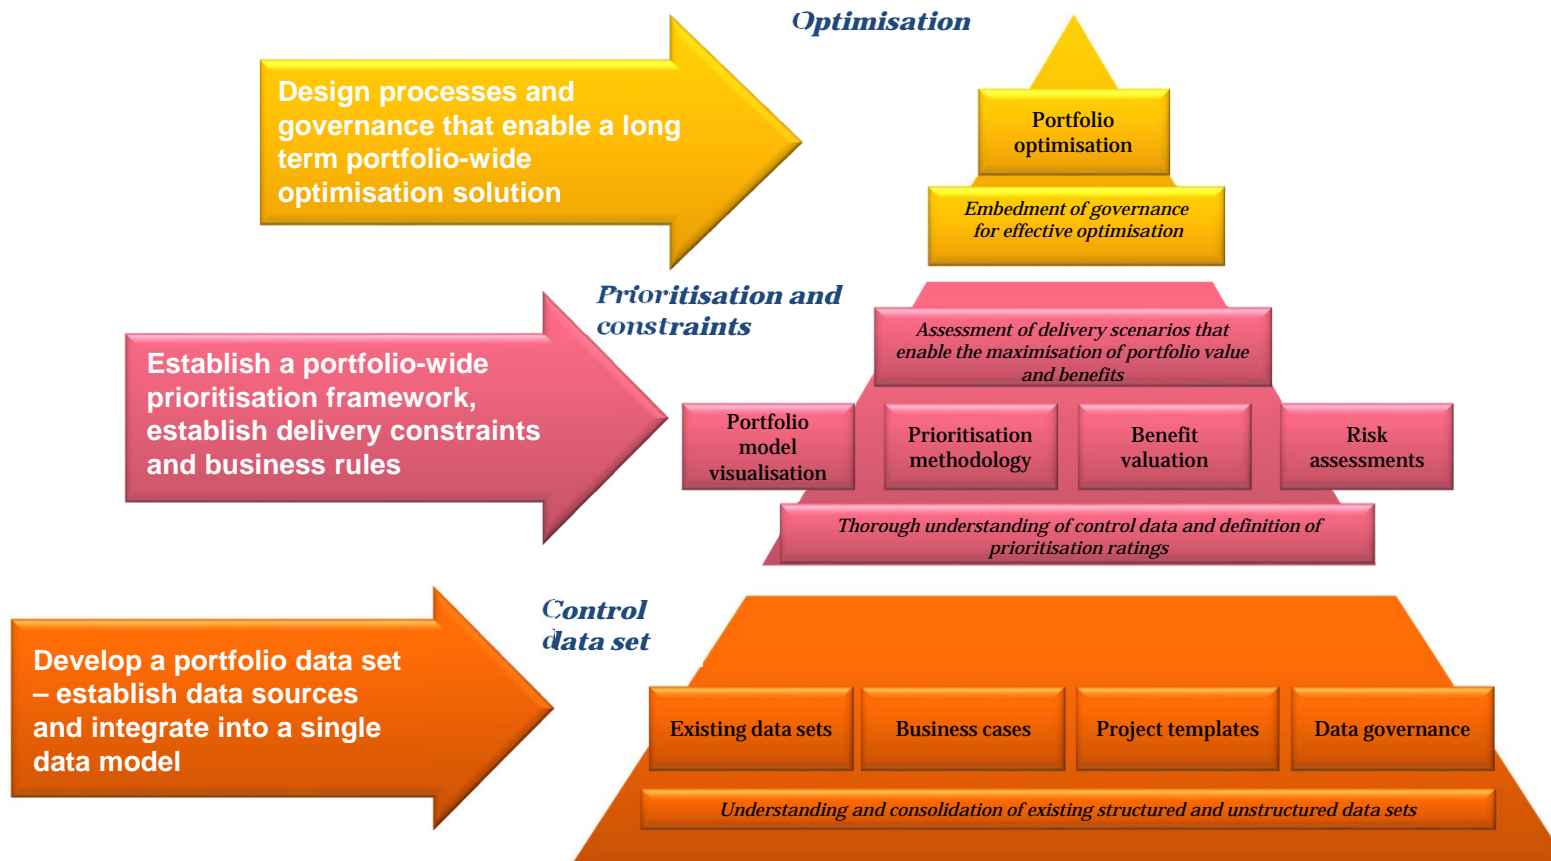 Optimisation
Design processes and
governance that enable a long
term portfolio-wide
optimisation solution
Portfolio
optimisation
Embedment of governance
for effective optimisation
Prioritisation and
constraints
Establish a portfolio-wide
prioritisation framework,
establish delivery constraints
and business rules
Assessment of delivery scenarios that
enable the maximisation of portfolio value
and benefits
Portfolio
model
visualisation
Prioritisation
methodology
Benefit
valuation
Risk
assessments
Thorough understanding of control data and definition of
prioritisation ratings
Control
data set
Develop a portfolio data set
– establish data sources
and integrate into a single
data model
Existing data sets
Business cases
Project templates
Data governance
Understanding and consolidation of existing structured and unstructured data sets